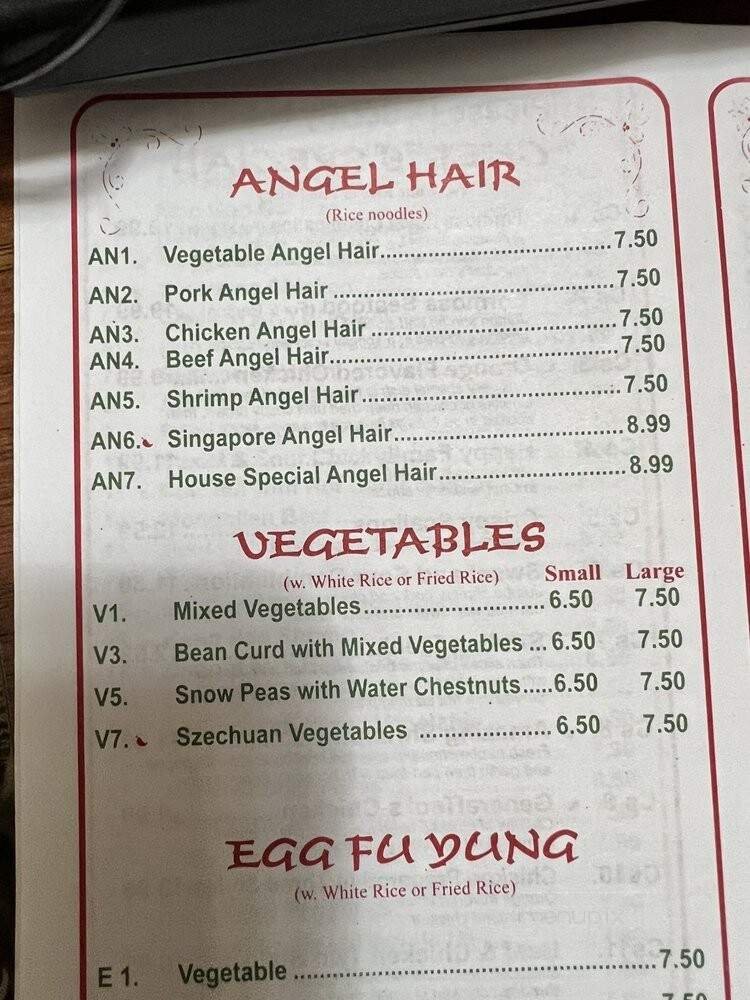 ANGEL HAIR
(Rice noodles)
AN1. Vegetable Angel Hair..................................7.50
AN2. Pork Angel Hair .........................................7.50
AN3. Chicken Angel Hair ...................................7.50
AN4. Beef Angel Hair..........................................7.50
AN5. Shrimp Angel Hair......................................7.50
AN6. Singapore Angel Hair..................................8.99
AN7. House Special Angel Hair...........................8.99
VEGETABLES
(w. White Rice or Fried Rice) Small Large
V1. Mixed Vegetables............................6.50 7.50
V3. Bean Curd with Mixed Vegetables ...6.50 7.50
V5. Snow Peas with Water Chestnuts.....6.50 7.50
V7. Szechuan Vegetables ....................6.50 7.50
EGG FU YUNG
(w. White Rice or Fried Rice)
E 1. Vegetable .....................................................7.50
7.50